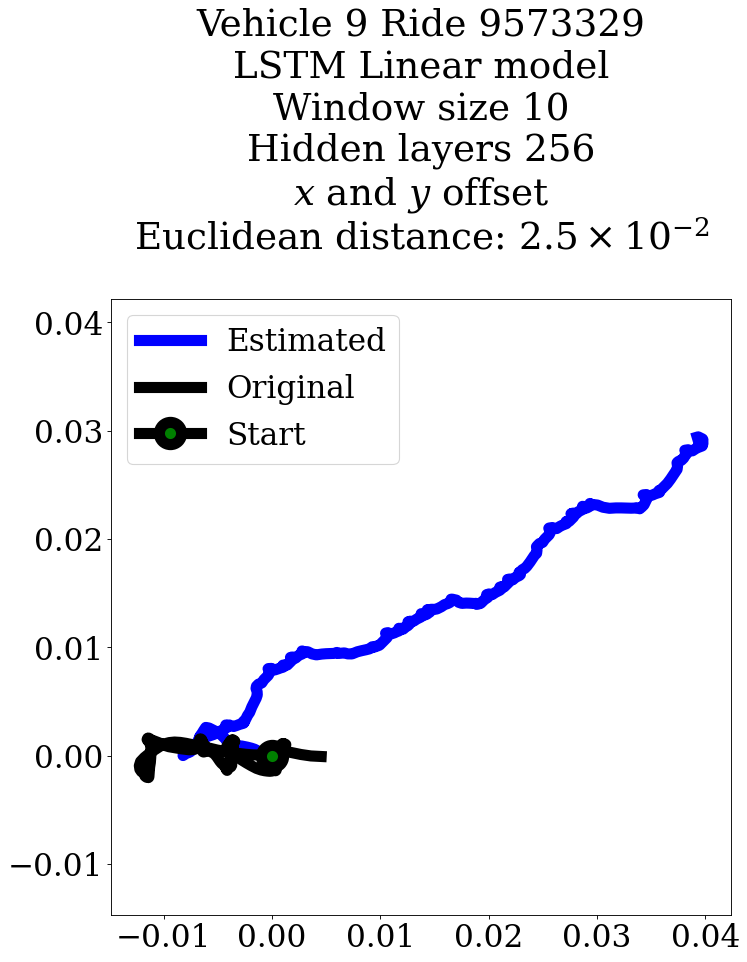 Vehicle 9 Ride 9573329
LSTM Linear model
Window size 10
Hidden layers 256
x and y offset
Euclidean distance: 2.5 × 10⁻²
Estimated
Original
Start
0.04
0.03
0.02
0.01
0.00
−0.01
−0.01 0.00 0.01 0.02 0.03 0.04